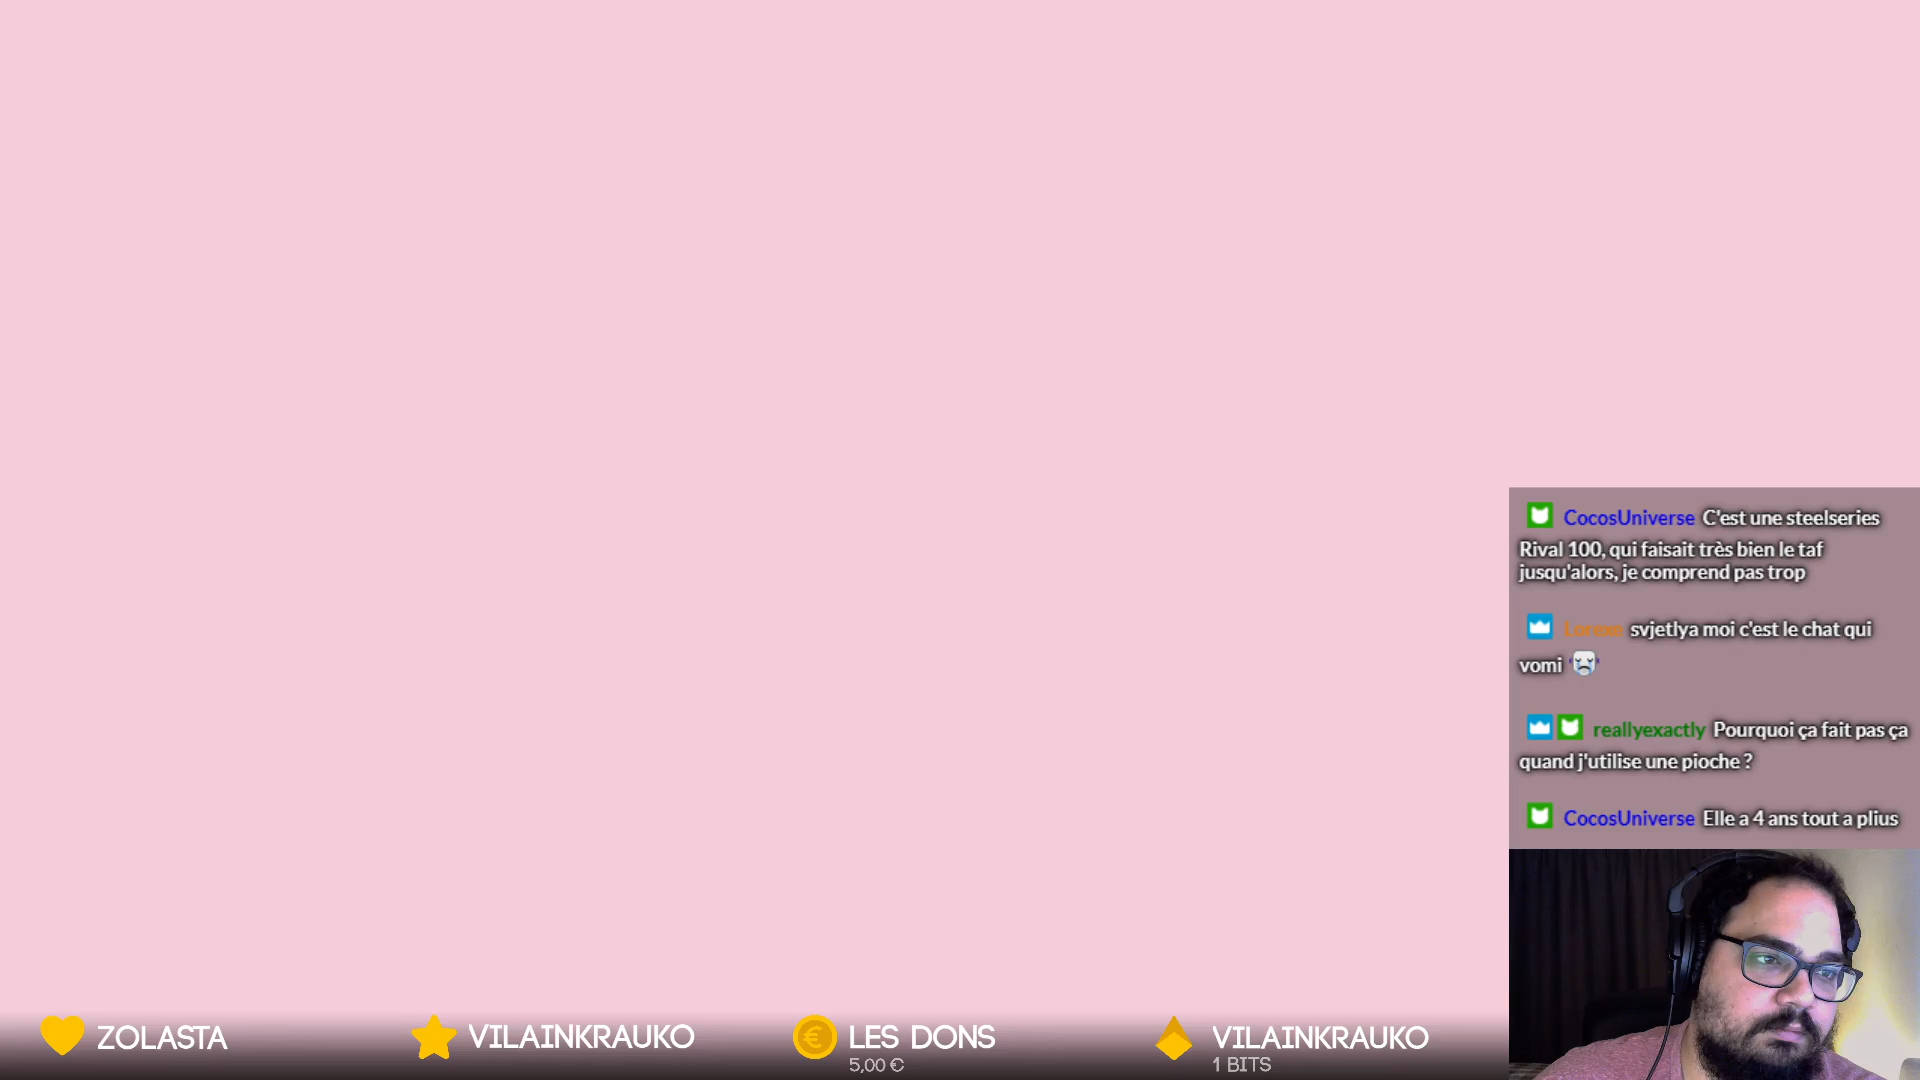 CocosUniverse C'est une steelseries
Rival 100, qui faisait très bien le taf
jusqu'alors, je comprend pas trop
Lorexe svjetlya moi c'est le chat qui
vomi
reallyexactly Pourquoi ça fait pas ça
quand j'utilise une pioche ?
CocosUniverse Elle a 4 ans tout a plius
ZOLASTA
VILAINKRAUKO
LES DONS
5,00 €
VILAINKRAUKO
1 BITS